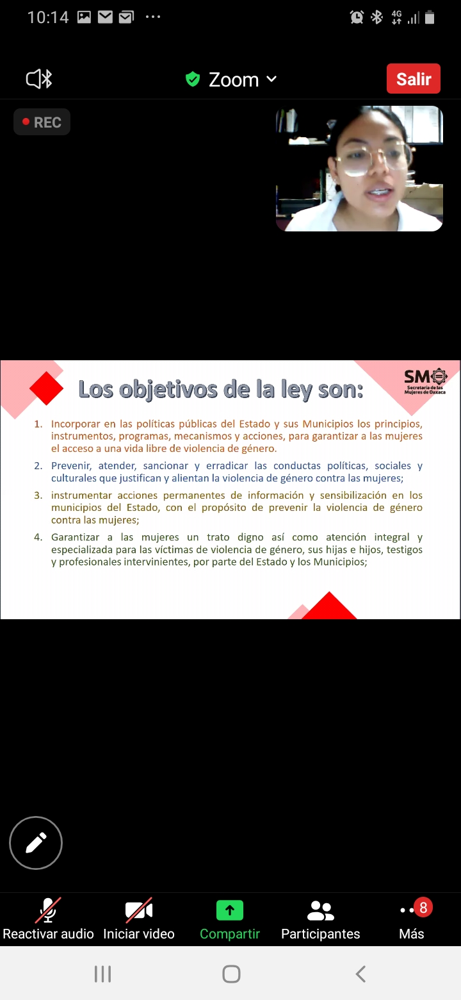 10:14
4G
Zoom
Salir
REC
Los objetivos de la ley son:
SM
Secretaría de las
Mujeres de Oaxaca
1. Incorporar en las políticas públicas del Estado y sus Municipios los principios,
instrumentos, programas, mecanismos y acciones, para garantizar a las mujeres
el acceso a una vida libre de violencia de género.
2. Prevenir, atender, sancionar y erradicar las conductas políticas, sociales y
culturales que justifican y alientan la violencia de género contra las mujeres;
3. instrumentar acciones permanentes de información y sensibilización en los
municipios del Estado, con el propósito de prevenir la violencia de género
contra las mujeres;
4. Garantizar a las mujeres un trato digno así como atención integral y
especializada para las víctimas de violencia de género, sus hijas e hijos, testigos
y profesionales intervinientes, por parte del Estado y los Municipios;
8
Reactivar audio Iniciar video Compartir Participantes Más